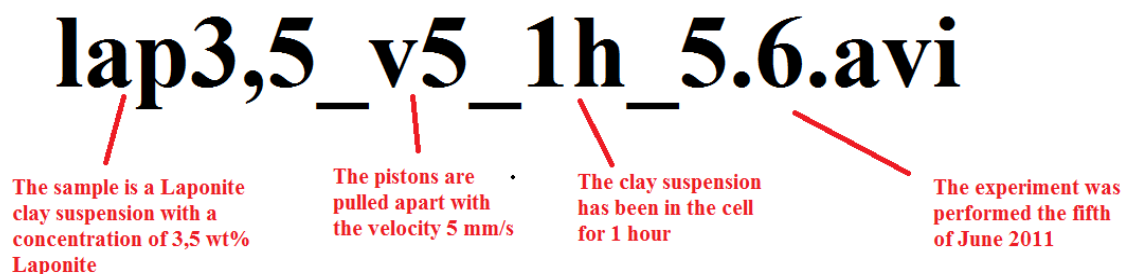 lap3,5_v5_1h_5.6.avi
The sample is a Laponite
clay suspension with a
concentration of 3,5 wt%
Laponite
The pistons are
pulled apart with
the velocity 5 mm/s
The clay suspension
has been in the cell
for 1 hour
The experiment was
performed the fifth
of June 2011